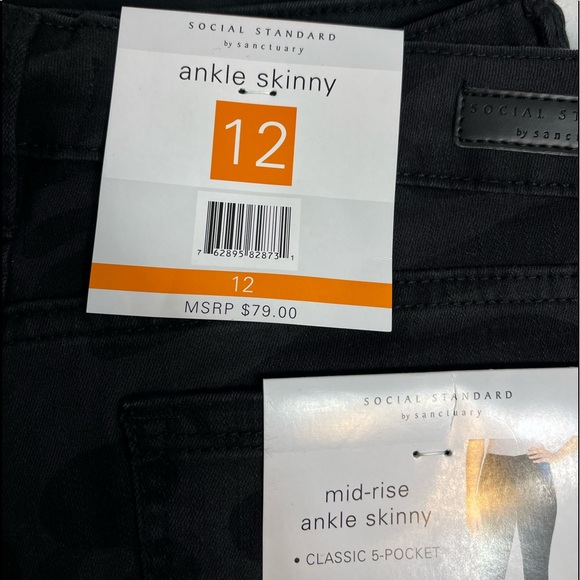 SOCIAL STANDARD
by sanctuary
ankle skinny
12
7 62895 82873 1
12
MSRP $79.00
SOCIAL ST
by sanct
SOCIAL STANDARD
by sanctuary
mid-rise
ankle skinny
• CLASSIC 5-POCKET